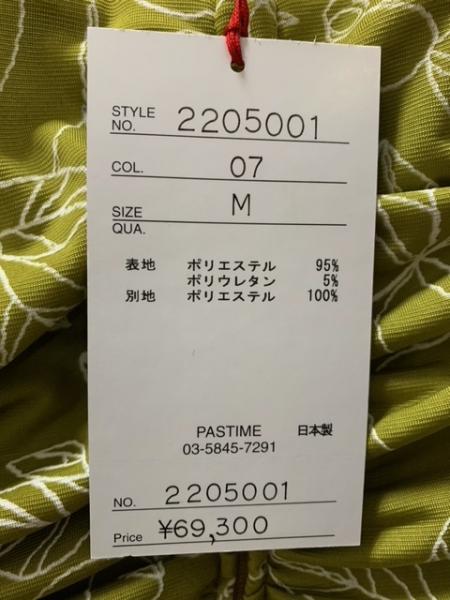 STYLE NO. 2205001
COL. 07
SIZE M
QUA.
表地 ポリエステル 95%
ポリウレタン 5%
別地 ポリエステル 100%
PASTIME 日本製
03-5845-7291
NO. 2205001
Price ¥69,300